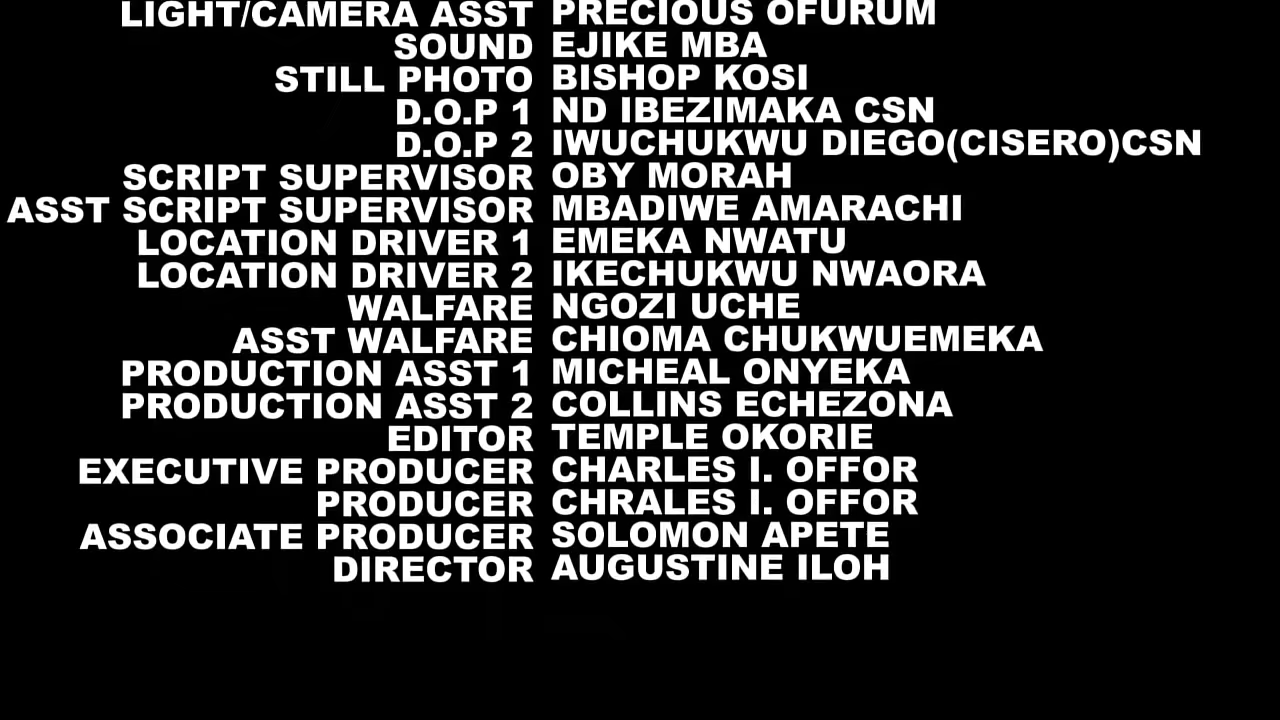 LIGHT/CAMERA ASST PRECIOUS OFURUM
SOUND EJIKE MBA
STILL PHOTO BISHOP KOSI
D.O.P 1 ND IBEZIMAKA CSN
D.O.P 2 IWUCHUKWU DIEGO(CISERO)CSN
SCRIPT SUPERVISOR OBY MORAH
ASST SCRIPT SUPERVISOR MBADIWE AMARACHI
LOCATION DRIVER 1 EMEKA NWATU
LOCATION DRIVER 2 IKECHUKWU NWAORA
WALFARE NGOZI UCHE
ASST WALFARE CHIOMA CHUKWUEMEKA
PRODUCTION ASST 1 MICHEAL ONYEKA
PRODUCTION ASST 2 COLLINS ECHEZONA
EDITOR TEMPLE OKORIE
EXECUTIVE PRODUCER CHARLES I. OFFOR
PRODUCER CHRALES I. OFFOR
ASSOCIATE PRODUCER SOLOMON APETE
DIRECTOR AUGUSTINE ILOH